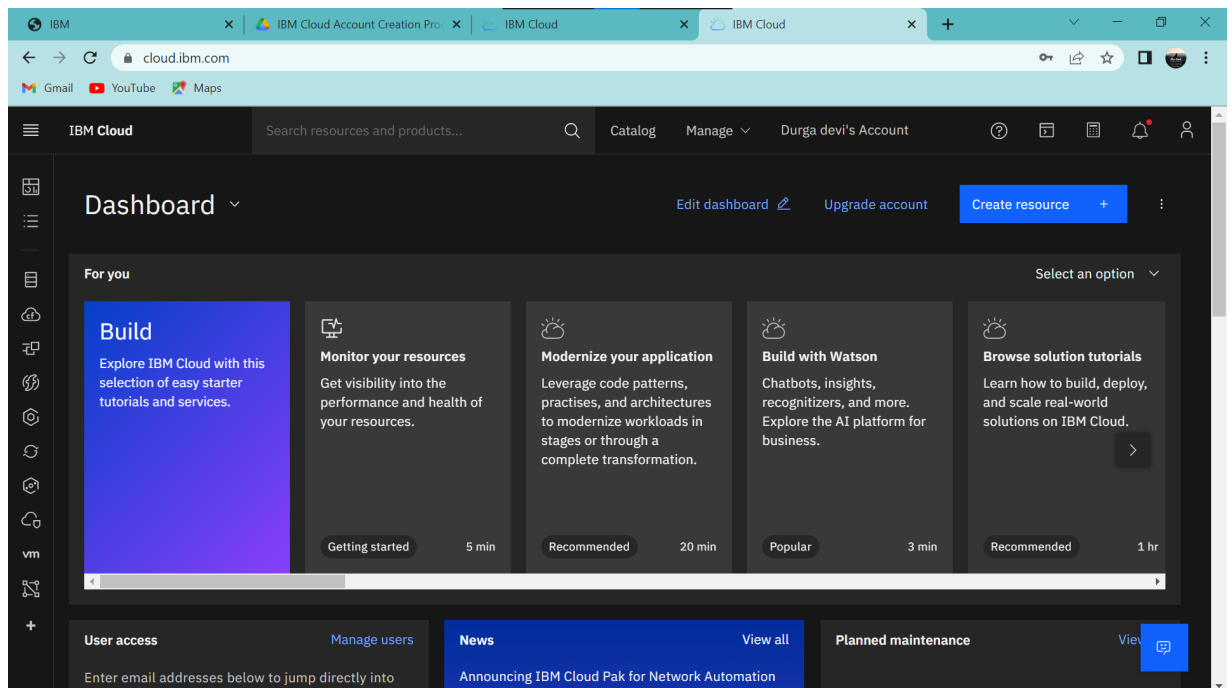 IBM
IBM Cloud Account Creation Pro
IBM Cloud
IBM Cloud
cloud.ibm.com
Gmail
YouTube
Maps
IBM Cloud
Search resources and products...
Catalog
Manage
Durga devi's Account
Dashboard
Edit dashboard
Upgrade account
Create resource +
For you
Select an option
Build
Explore IBM Cloud with this
selection of easy starter
tutorials and services.
Monitor your resources
Get visibility into the
performance and health of
your resources.
Getting started
5 min
Modernize your application
Leverage code patterns,
practises, and architectures
to modernize workloads in
stages or through a
complete transformation.
Recommended
20 min
Build with Watson
Chatbots, insights,
recognizers, and more.
Explore the AI platform for
business.
Popular
3 min
Browse solution tutorials
Learn how to build, deploy,
and scale real-world
solutions on IBM Cloud.
Recommended
1 hr
vm
User access
Manage users
Enter email addresses below to jump directly into
News
View all
Announcing IBM Cloud Pak for Network Automation
Planned maintenance